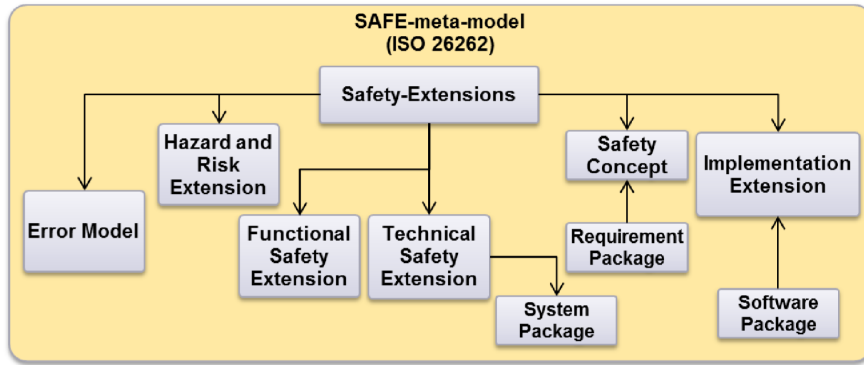 SAFE-meta-model
(ISO 26262)
Safety-Extensions
Hazard and
Risk
Extension
Safety
Concept
Implementation
Extension
Error Model
Functional
Safety
Extension
Technical
Safety
Extension
Requirement
Package
System
Package
Software
Package